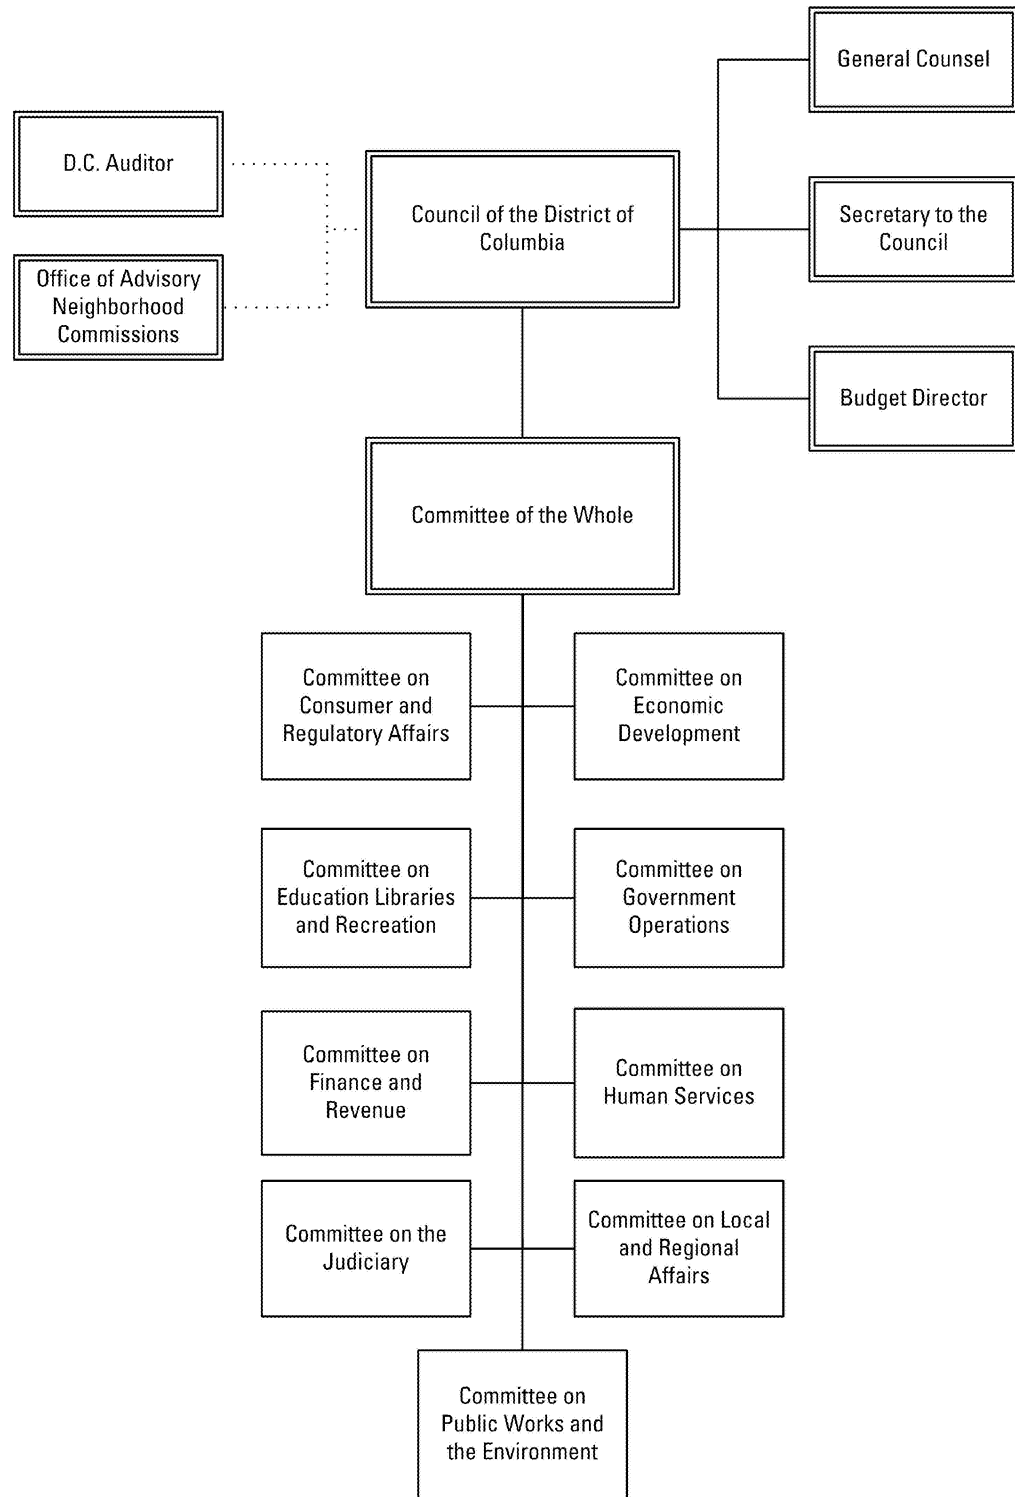 General Counsel
D.C. Auditor
Council of the District of
Columbia
Secretary to the
Council
Office of Advisory
Neighborhood
Commissions
Budget Director
Committee of the Whole
Committee on
Consumer and
Regulatory Affairs
Committee on
Economic
Development
Committee on
Education Libraries
and Recreation
Committee on
Government
Operations
Committee on
Finance and
Revenue
Committee on
Human Services
Committee on the
Judiciary
Committee on Local
and Regional
Affairs
Committee on
Public Works and
the Environment